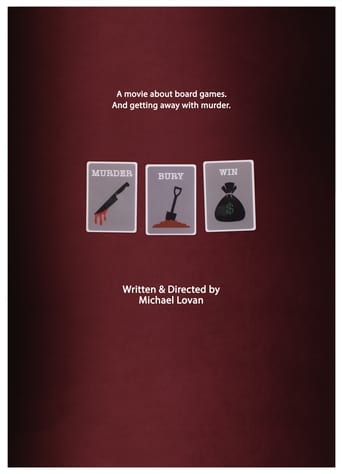 A movie about board games.
And getting away with murder.
MURDER
BURY
WIN
$
Written & Directed by
Michael Lovan